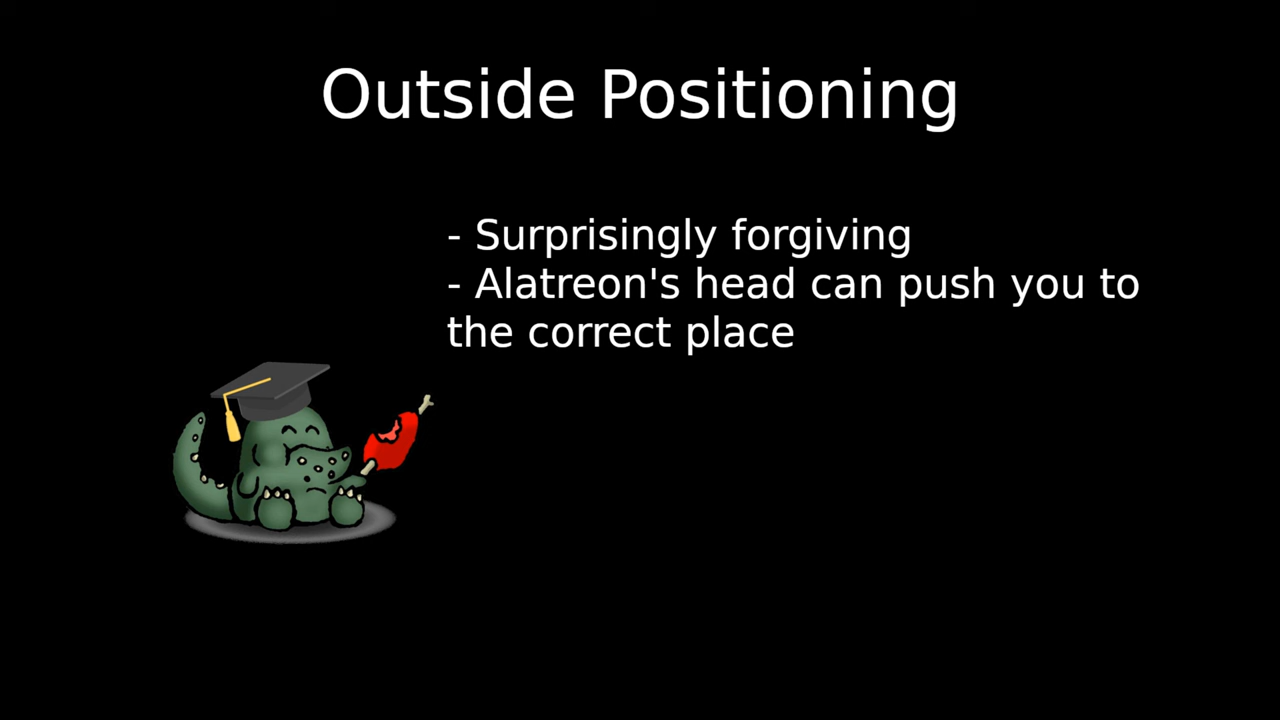 Outside Positioning
- Surprisingly forgiving
- Alatreon's head can push you to
the correct place